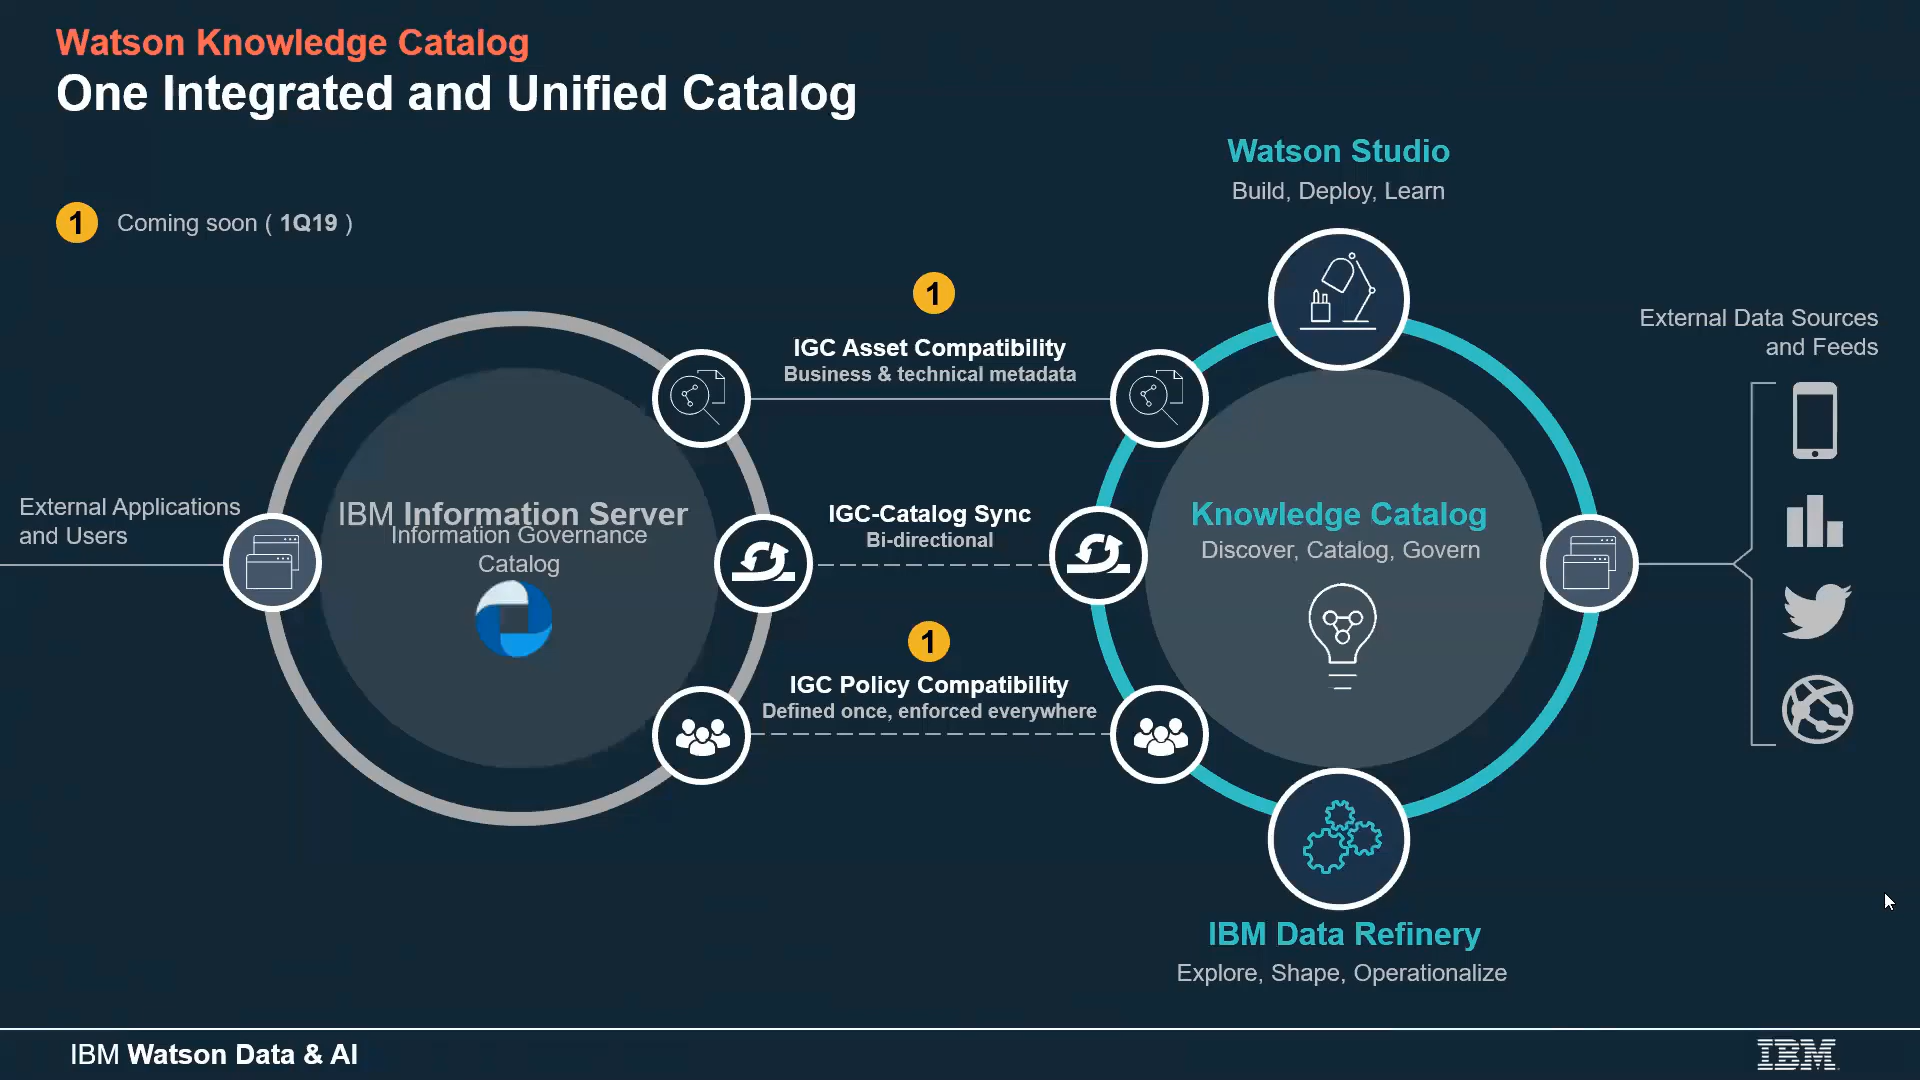 Watson Knowledge Catalog
One Integrated and Unified Catalog
1 Coming soon ( 1Q19 )
Watson Studio
Build, Deploy, Learn
1
IGC Asset Compatibility
Business & technical metadata
External Data Sources
and Feeds
External Applications
and Users
IBM Information Server
Information Governance
Catalog
IGC-Catalog Sync
Bi-directional
Knowledge Catalog
Discover, Catalog, Govern
1
IGC Policy Compatibility
Defined once, enforced everywhere
IBM Data Refinery
Explore, Shape, Operationalize
IBM Watson Data & AI
IBM